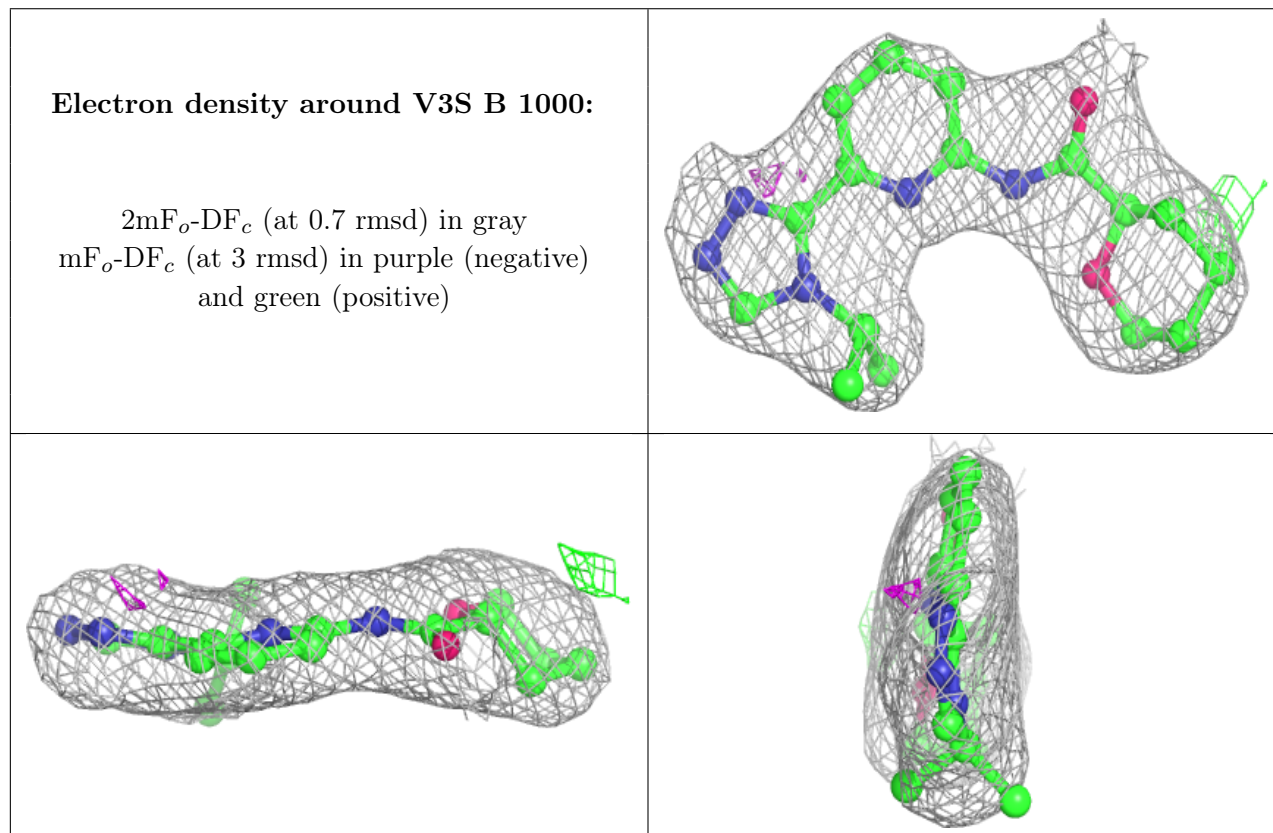 Electron density around V3S B 1000:
2mFₒ-DF𝒸 (at 0.7 rmsd) in gray
mFₒ-DF𝒸 (at 3 rmsd) in purple (negative)
and green (positive)